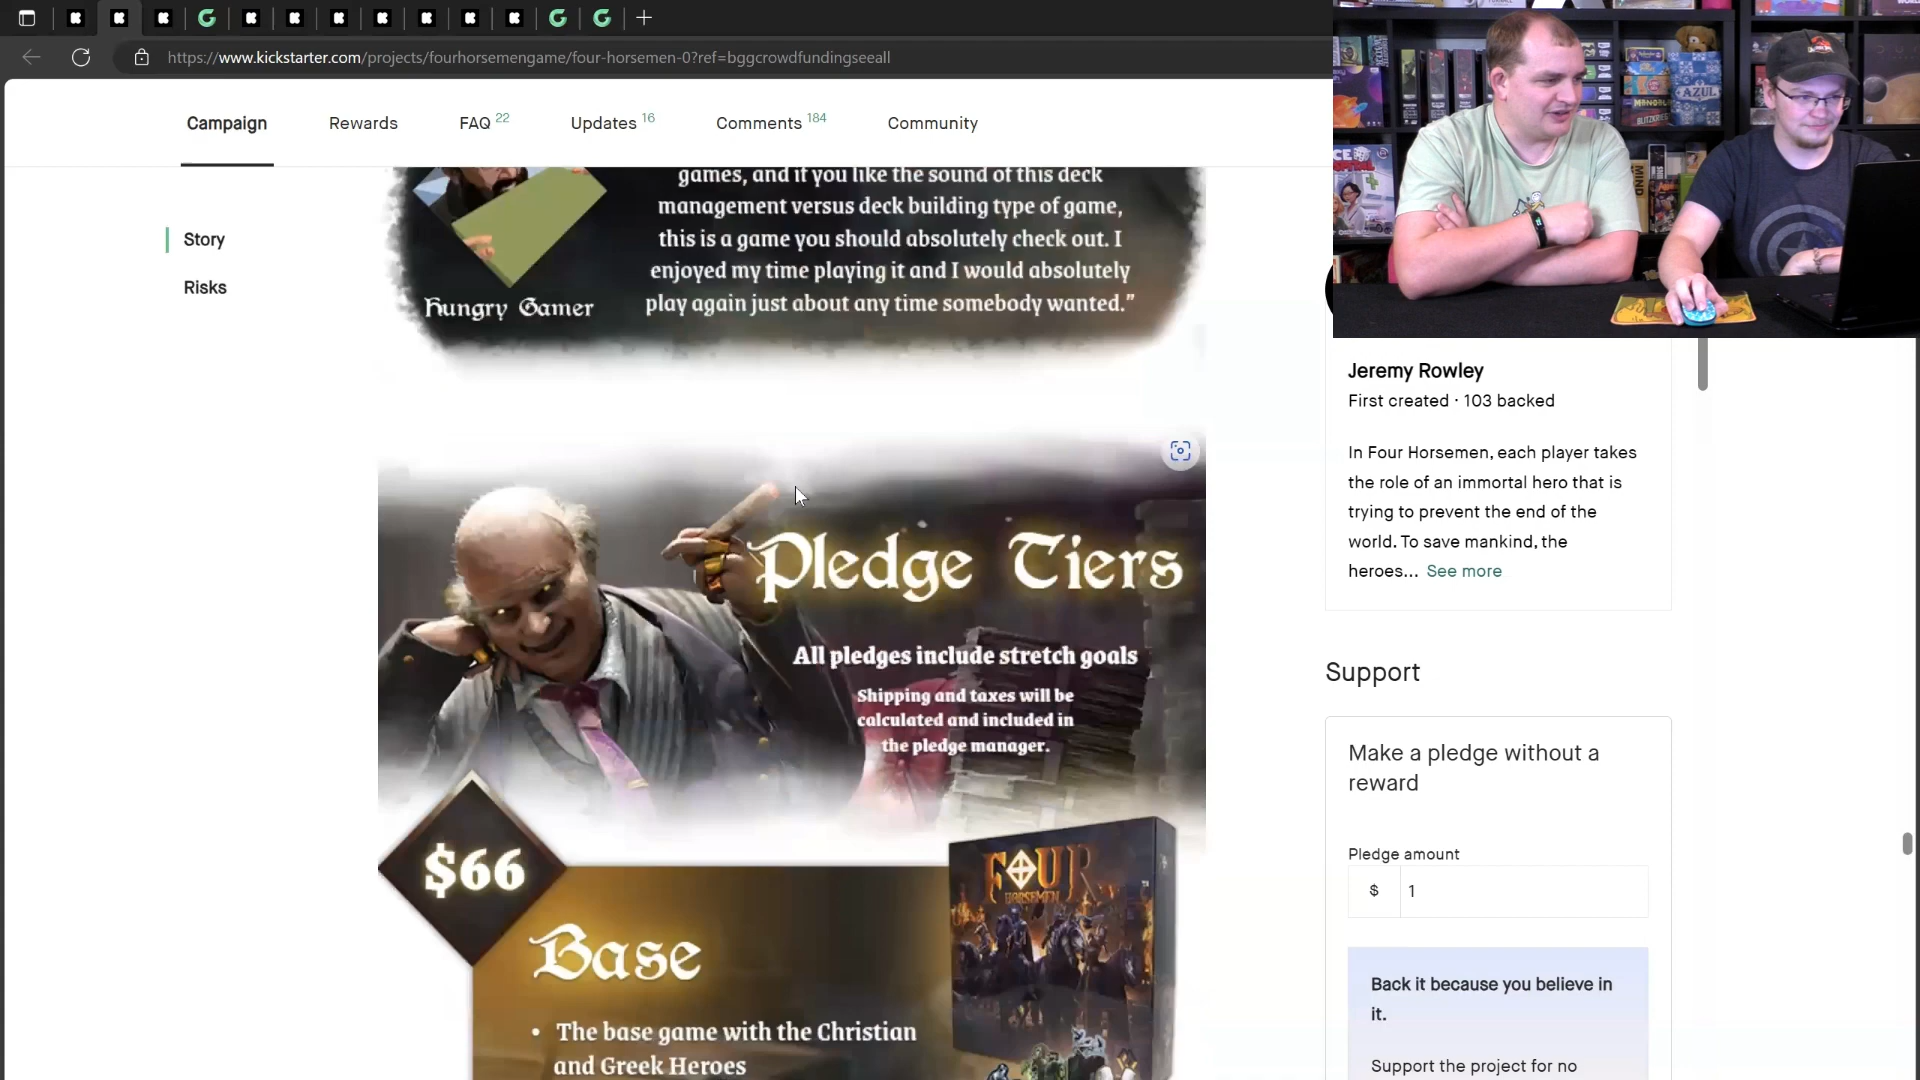 https://www.kickstarter.com/projects/fourhorsemengame/four-horsemen-0?ref=bggcrowdfundingseeall
Campaign
Rewards
FAQ 22
Updates 16
Comments 184
Community
Story
Risks
games, and if you like the sound of this deck
management versus deck building type of game,
this is a game you should absolutely check out. I
enjoyed my time playing it and I would absolutely
play again just about any time somebody wanted."
Hungry Gamer
Pledge Tiers
All pledges include stretch goals
Shipping and taxes will be
calculated and included in
the pledge manager.
$66
Base
• The base game with the Christian
and Greek Heroes
FOUR
HORSEMEN
AZUL
Jeremy Rowley
First created · 103 backed
In Four Horsemen, each player takes
the role of an immortal hero that is
trying to prevent the end of the
world. To save mankind, the
heroes... See more
Support
Make a pledge without a
reward
Pledge amount
$ 1
Back it because you believe in
it.
Support the project for no